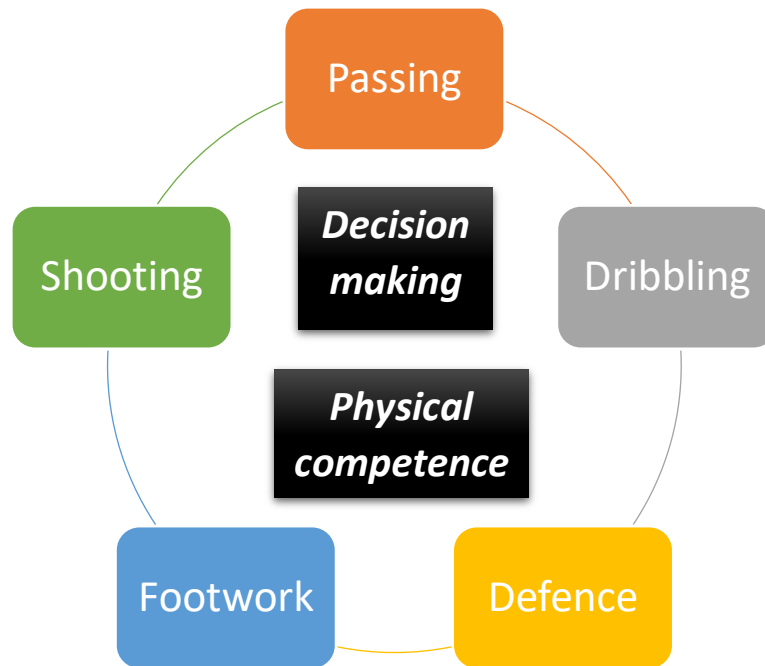 Passing
Shooting
Decision
making
Dribbling
Physical
competence
Footwork
Defence